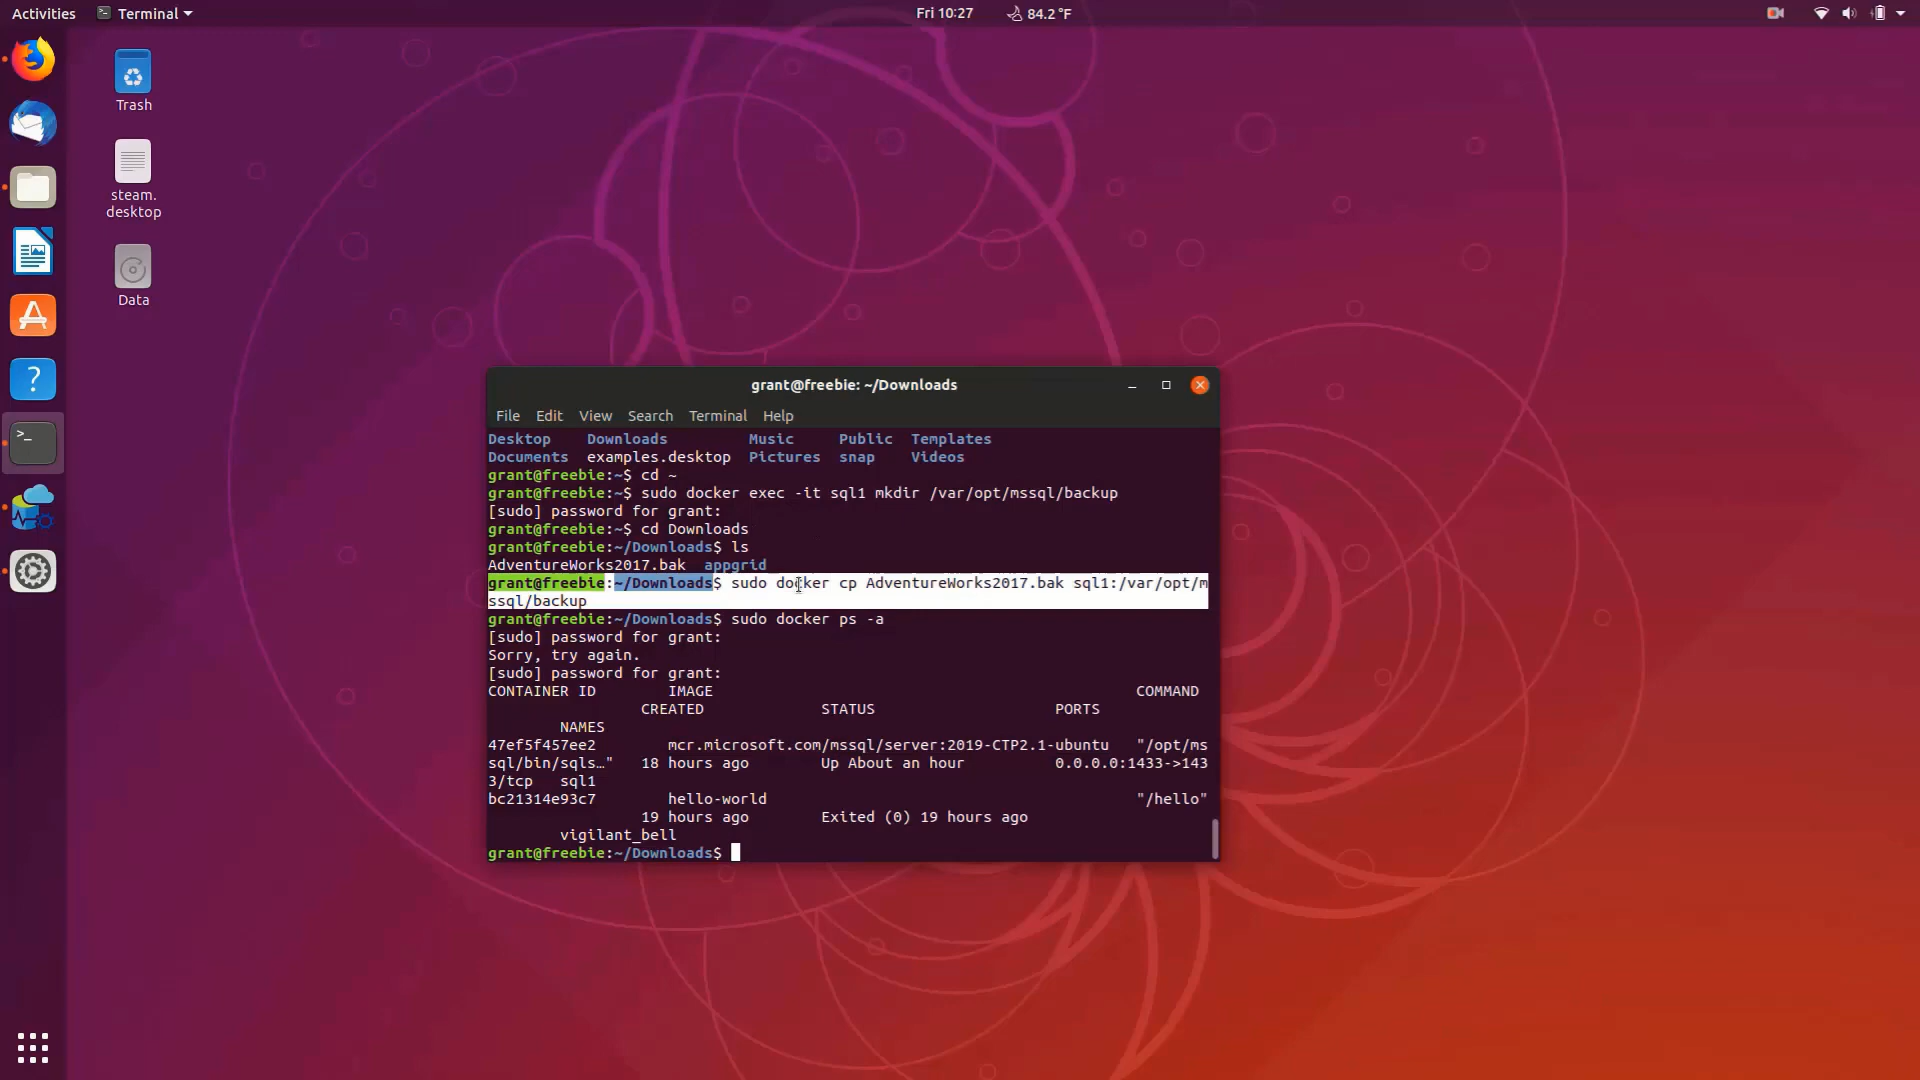 Activities Terminal Fri 10:27 84.2 °F
Trash
steam.
desktop
Data
grant@freebie: ~/Downloads
File Edit View Search Terminal Help
Desktop Downloads Music Public Templates
Documents examples.desktop Pictures snap Videos
grant@freebie:~$ cd ~
grant@freebie:~$ sudo docker exec -it sql1 mkdir /var/opt/mssql/backup
[sudo] password for grant:
grant@freebie:~$ cd Downloads
grant@freebie:~/Downloads$ ls
AdventureWorks2017.bak appgrid
grant@freebie:~/Downloads$ sudo docker cp AdventureWorks2017.bak sql1:/var/opt/m
ssql/backup
grant@freebie:~/Downloads$ sudo docker ps -a
[sudo] password for grant:
Sorry, try again.
[sudo] password for grant:
CONTAINER ID IMAGE COMMAND
CREATED STATUS PORTS
NAMES
47ef5f457ee2 mcr.microsoft.com/mssql/server:2019-CTP2.1-ubuntu "/opt/ms
sql/bin/sqls…" 18 hours ago Up About an hour 0.0.0.0:1433->143
3/tcp sql1
bc21314e93c7 hello-world "/hello"
19 hours ago Exited (0) 19 hours ago
vigilant_bell
grant@freebie:~/Downloads$